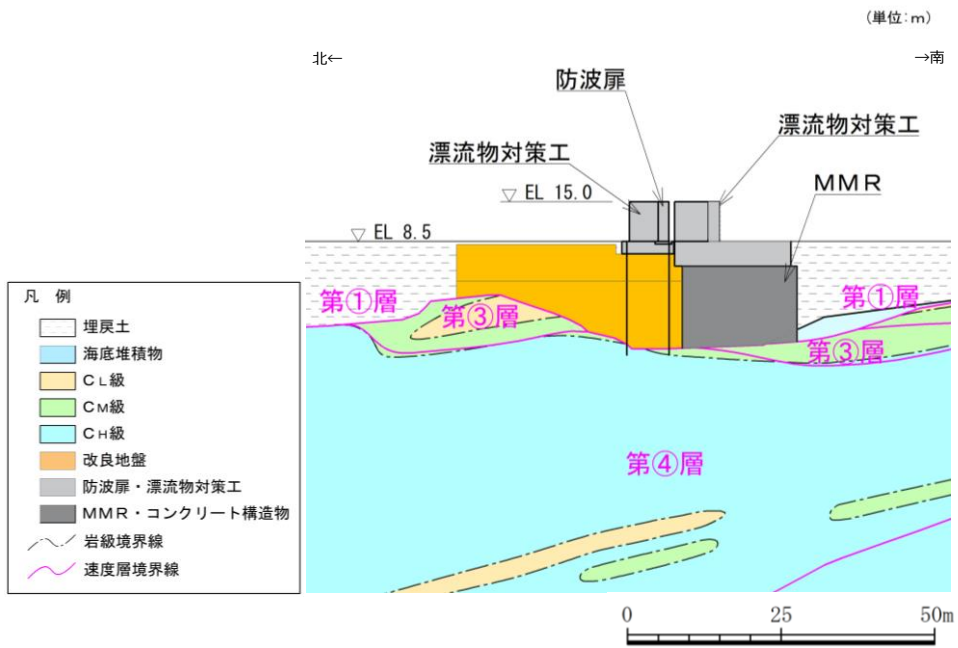 (単位:m)
北←
→南
防波扉
漂流物対策工
漂流物対策工
MMR
▽ EL 15.0
▽ EL 8.5
第①層
第③層
第①層
第③層
第④層
凡 例
埋戻土
海底堆積物
CL級
CM級
CH級
改良地盤
防波扉・漂流物対策工
MMR・コンクリート構造物
岩級境界線
速度層境界線
0 25 50m